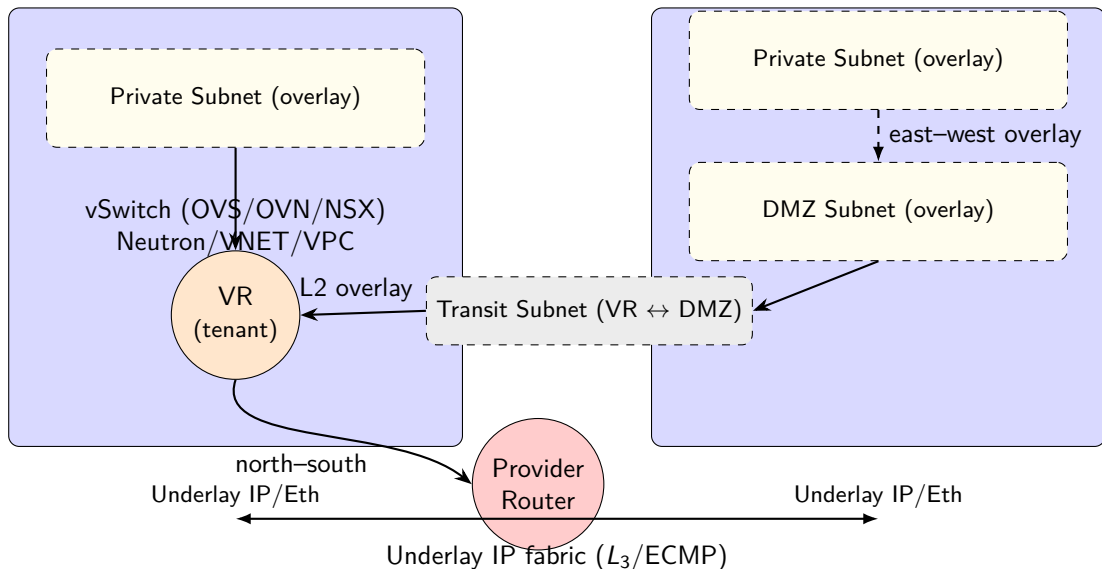 Private Subnet (overlay)
Private Subnet (overlay)
east–west overlay
vSwitch (OVS/OVN/NSX)
Neutron/VNET/VPC
DMZ Subnet (overlay)
VR
(tenant)
L2 overlay
Transit Subnet (VR ↔ DMZ)
north–south
Provider
Router
Underlay IP/Eth
Underlay IP/Eth
Underlay IP fabric (L₃/ECMP)